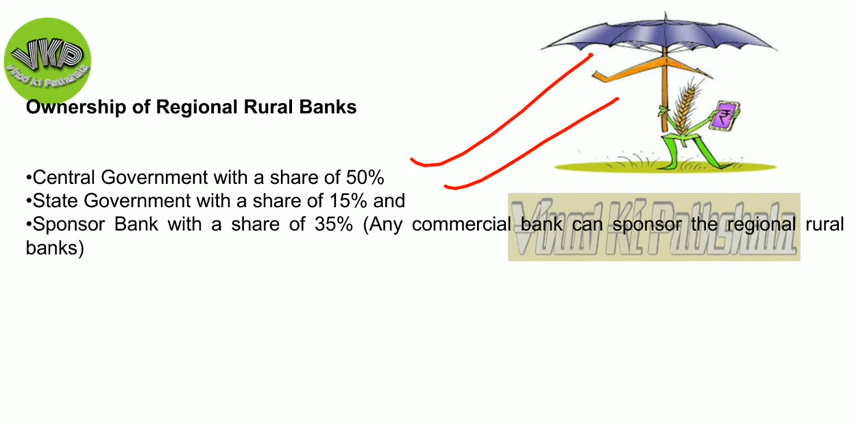 VKP
Vinod Ki Pathshala
Ownership of Regional Rural Banks
•Central Government with a share of 50%
•State Government with a share of 15% and
•Sponsor Bank with a share of 35% (Any commercial bank can sponsor the regional rural
banks)
Vinod Ki Pathshala
₹